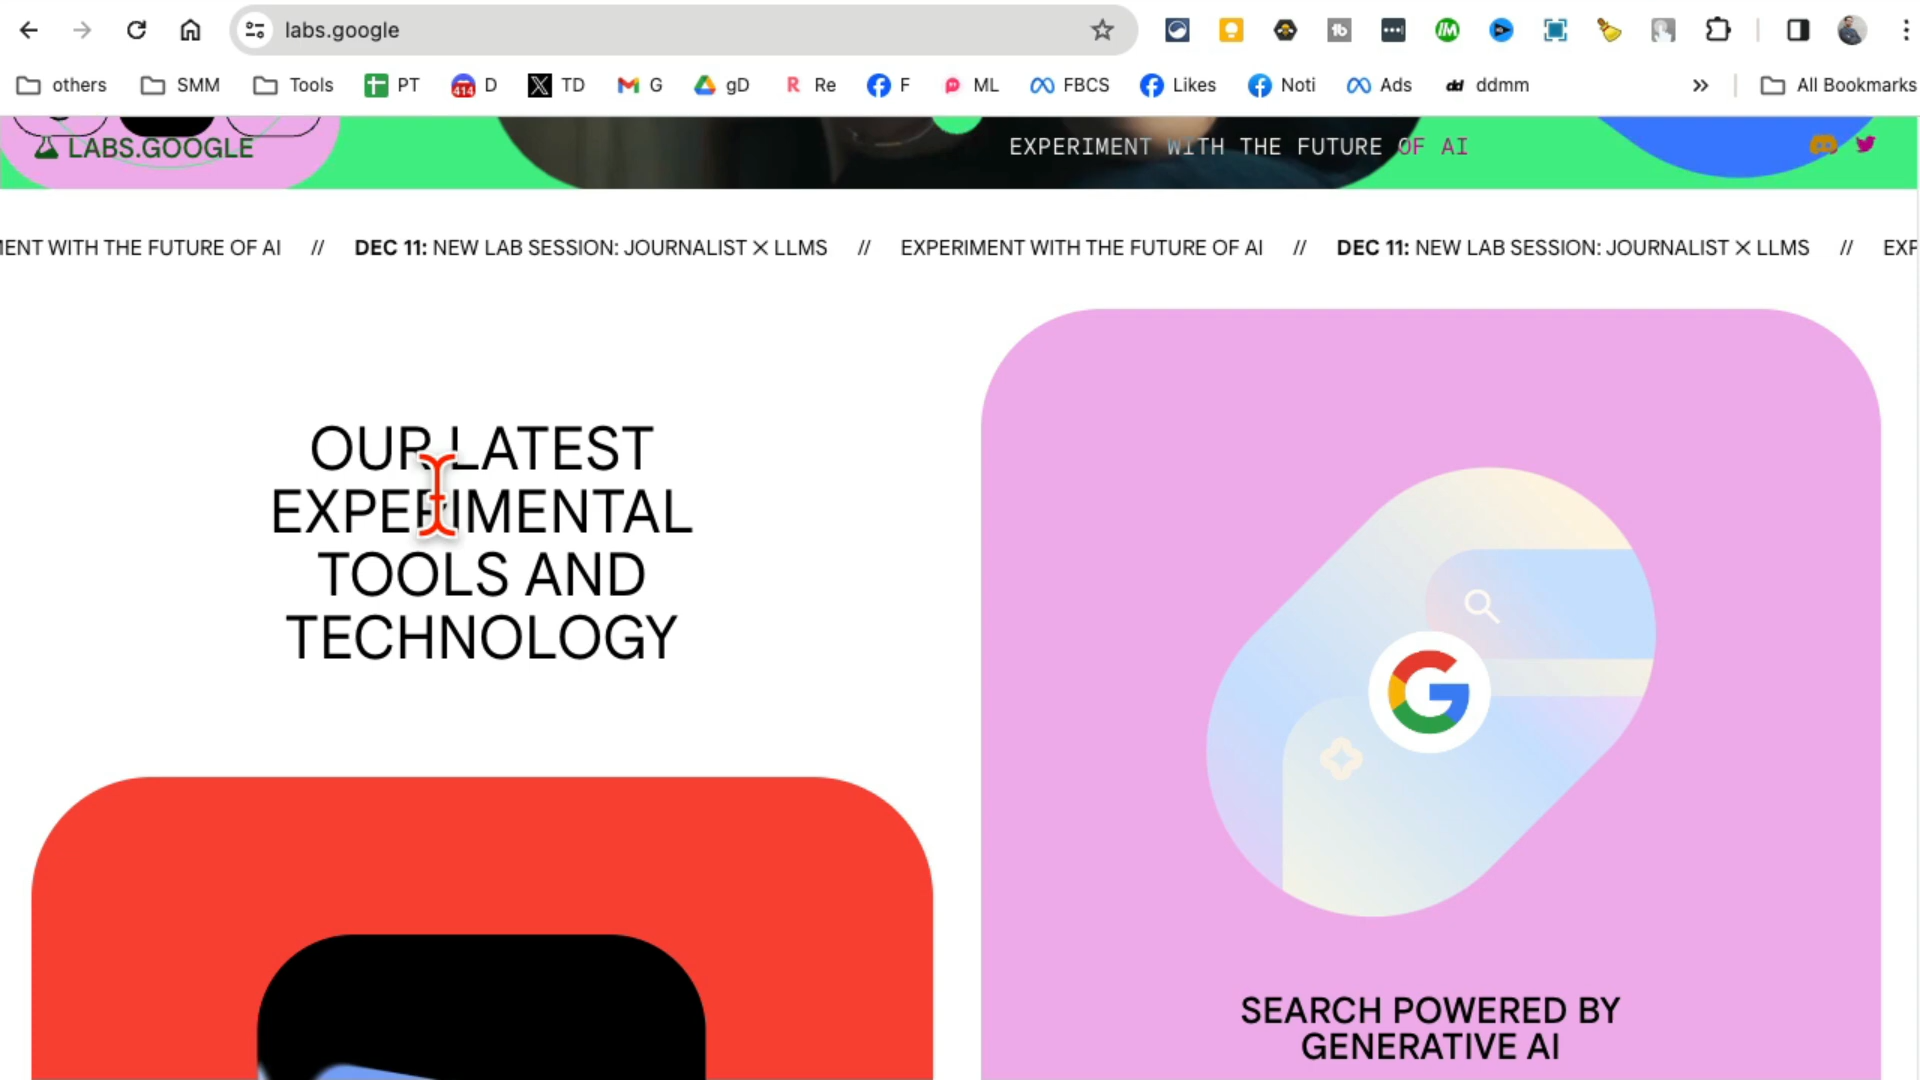 labs.google
others SMM Tools PT D TD G gD Re F ML FBCS Likes Noti Ads ddmm » All Bookmarks
LABS.GOOGLE
EXPERIMENT WITH THE FUTURE OF AI
MENT WITH THE FUTURE OF AI // DEC 11: NEW LAB SESSION: JOURNALIST × LLMS // EXPERIMENT WITH THE FUTURE OF AI // DEC 11: NEW LAB SESSION: JOURNALIST × LLMS // EXP
OUR LATEST
EXPERIMENTAL
TOOLS AND
TECHNOLOGY
SEARCH POWERED BY
GENERATIVE AI